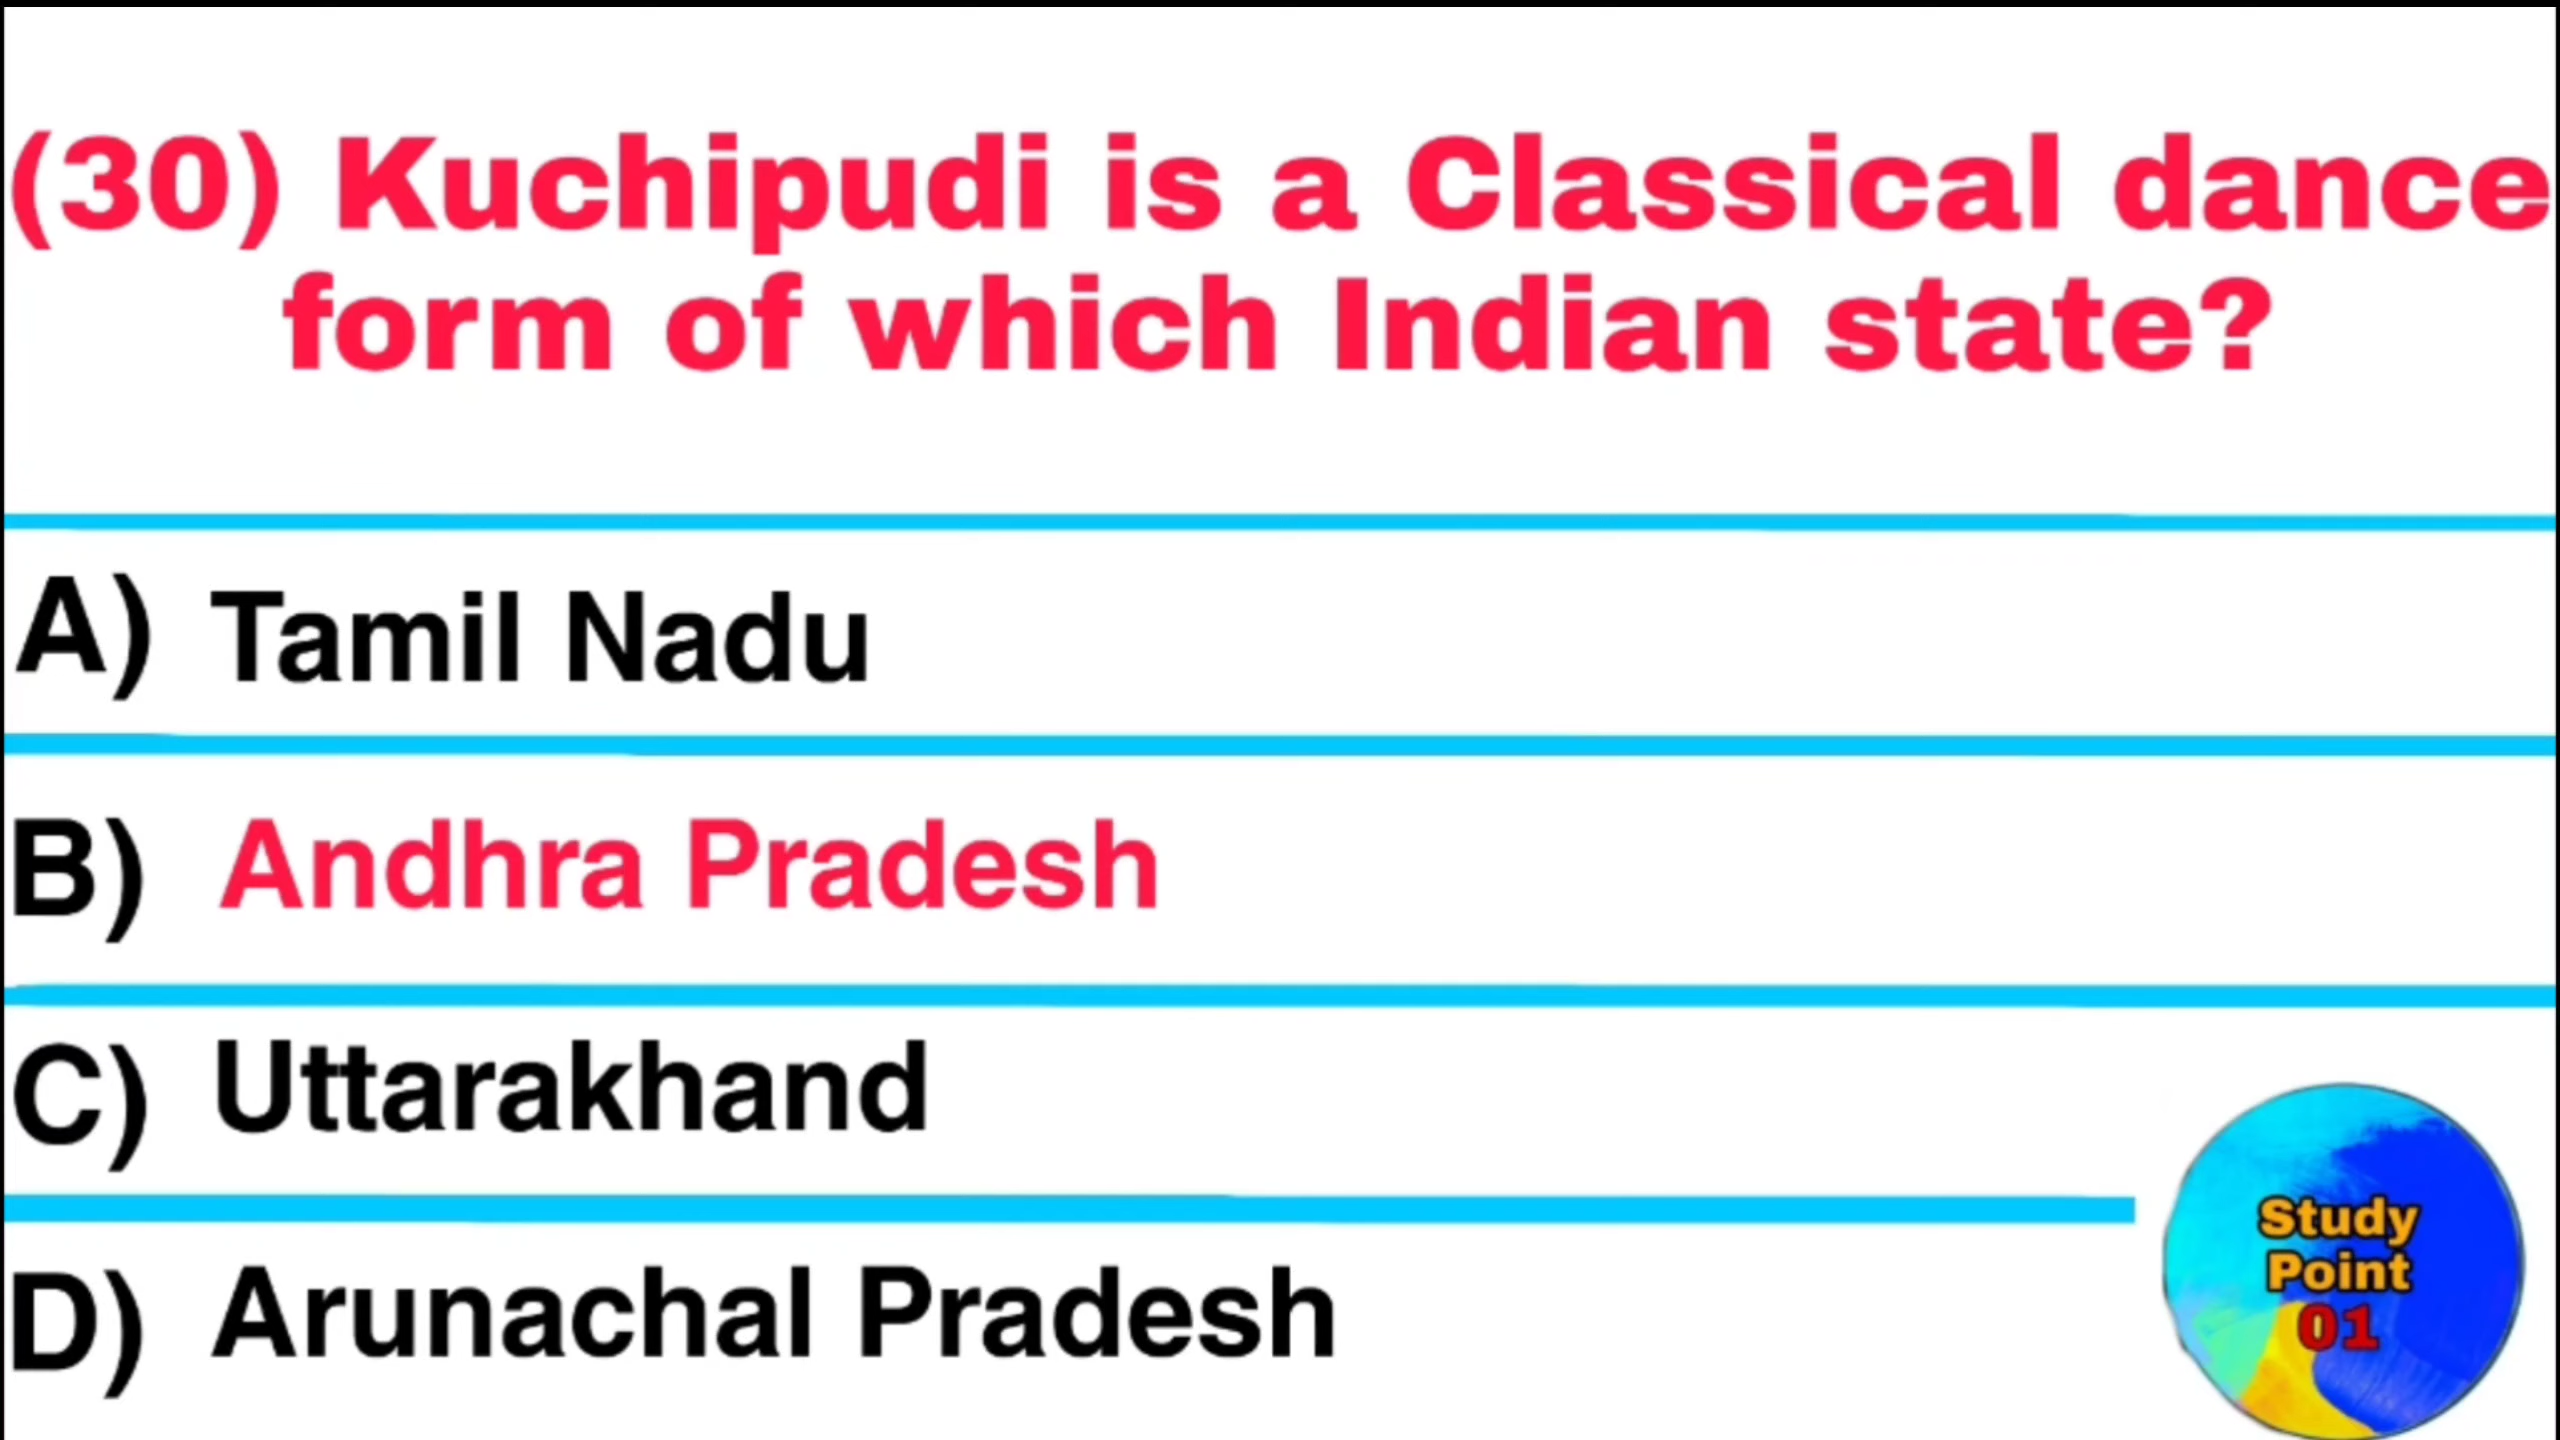 (30) Kuchipudi is a Classical dance
form of which Indian state?
A) Tamil Nadu
B) Andhra Pradesh
C) Uttarakhand
D) Arunachal Pradesh
Study
Point
01